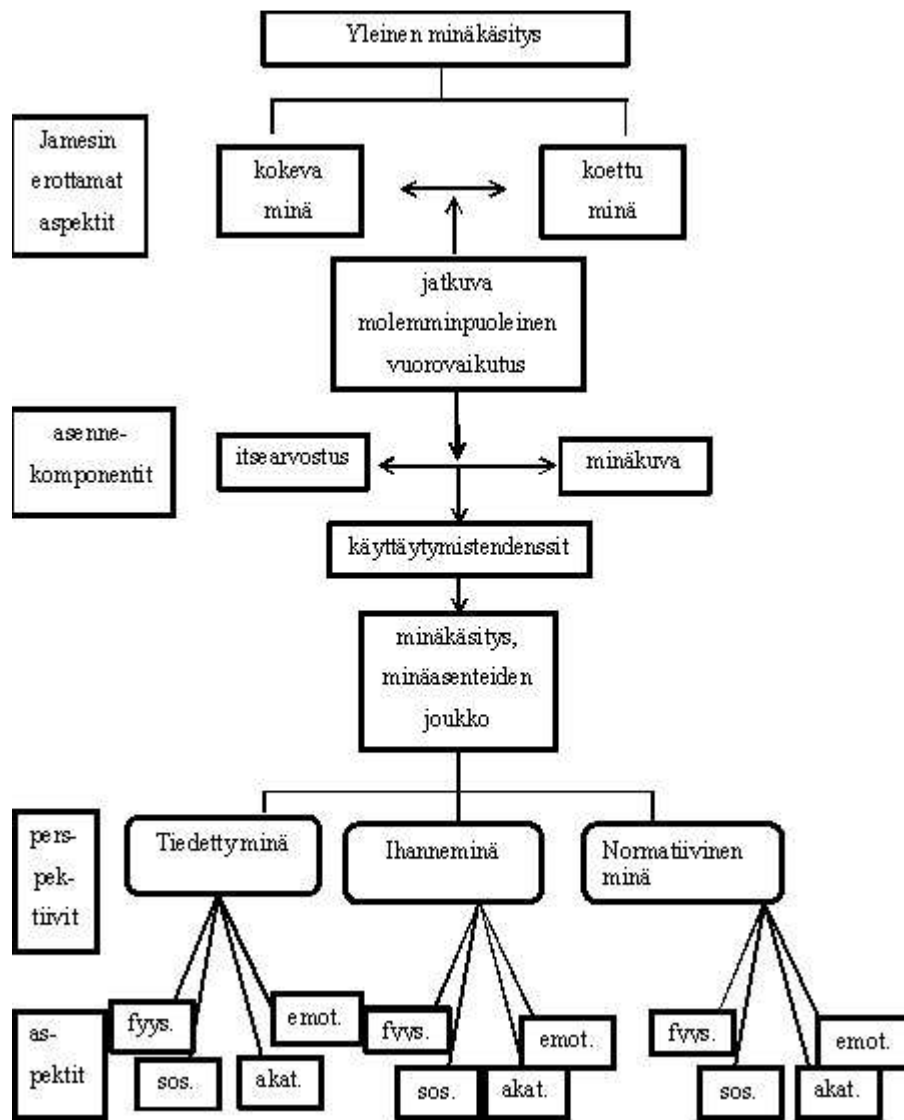 Yleinen minäkäsitys
Jamesin
erottamat
aspektit
kokeva
minä
koettu
minä
jatkuva
molemminpuoleinen
vuorovaikutus
asenne-
komponentit
itsearvostus
minäkuva
käyttäytymistendenssit
minäkäsitys,
minäasenteiden
joukko
pers-
pek-
tiivit
Tiedetty minä
Ihanneminä
Normatiivinen
minä
as-
pektit
fyys.
sos.
akat.
emot.
fyys.
sos.
akat.
emot.
fyys.
sos.
akat.
emot.